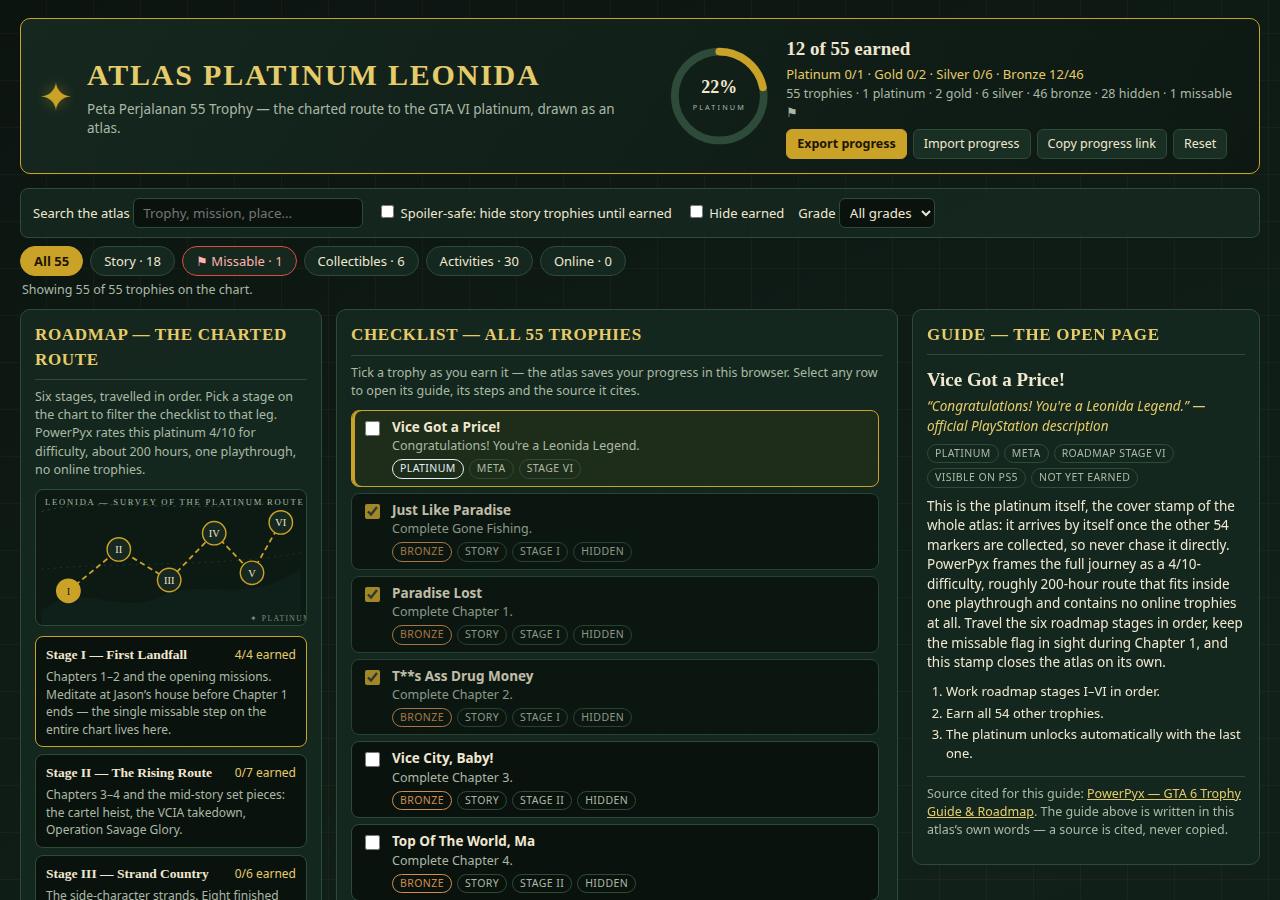 ATLAS PLATINUM LEONIDA
Peta Perjalanan 55 Trophy — the charted route to the GTA VI platinum, drawn as an
atlas.
22%
PLATINUM
12 of 55 earned
Platinum 0/1 · Gold 0/2 · Silver 0/6 · Bronze 12/46
55 trophies · 1 platinum · 2 gold · 6 silver · 46 bronze · 28 hidden · 1 missable
⚑
Export progress
Import progress
Copy progress link
Reset
Search the atlas
Trophy, mission, place...
Spoiler-safe: hide story trophies until earned
Hide earned
Grade
All grades
All 55
Story · 18
⚑ Missable · 1
Collectibles · 6
Activities · 30
Online · 0
Showing 55 of 55 trophies on the chart.
ROADMAP — THE CHARTED
ROUTE
Six stages, travelled in order. Pick a stage on
the chart to filter the checklist to that leg.
PowerPyx rates this platinum 4/10 for
difficulty, about 200 hours, one playthrough,
no online trophies.
LEONIDA — SURVEY OF THE PLATINUM ROUTE
I
II
III
IV
V
VI
✦ PLATINUM
Stage I — First Landfall
4/4 earned
Chapters 1–2 and the opening missions.
Meditate at Jason's house before Chapter 1
ends — the single missable step on the
entire chart lives here.
Stage II — The Rising Route
0/7 earned
Chapters 3–4 and the mid-story set pieces:
the cartel heist, the VCIA takedown,
Operation Savage Glory.
Stage III — Strand Country
0/6 earned
The side-character strands. Eight finished
CHECKLIST — ALL 55 TROPHIES
Tick a trophy as you earn it — the atlas saves your progress in this browser. Select any row
to open its guide, its steps and the source it cites.
Vice Got a Price!
Congratulations! You're a Leonida Legend.
PLATINUM
META
STAGE VI
Just Like Paradise
Complete Gone Fishing.
BRONZE
STORY
STAGE I
HIDDEN
Paradise Lost
Complete Chapter 1.
BRONZE
STORY
STAGE I
HIDDEN
T**s Ass Drug Money
Complete Chapter 2.
BRONZE
STORY
STAGE I
HIDDEN
Vice City, Baby!
Complete Chapter 3.
BRONZE
STORY
STAGE II
HIDDEN
Top Of The World, Ma
Complete Chapter 4.
BRONZE
STORY
STAGE II
HIDDEN
GUIDE — THE OPEN PAGE
Vice Got a Price!
“Congratulations! You're a Leonida Legend.” —
official PlayStation description
PLATINUM
META
ROADMAP STAGE VI
VISIBLE ON PS5
NOT YET EARNED
This is the platinum itself, the cover stamp of the
whole atlas: it arrives by itself once the other 54
markers are collected, so never chase it directly.
PowerPyx frames the full journey as a 4/10-
difficulty, roughly 200-hour route that fits inside
one playthrough and contains no online trophies
at all. Travel the six roadmap stages in order, keep
the missable flag in sight during Chapter 1, and
this stamp closes the atlas on its own.
1. Work roadmap stages I–VI in order.
2. Earn all 54 other trophies.
3. The platinum unlocks automatically with the last
one.
Source cited for this guide: PowerPyx — GTA 6 Trophy
Guide & Roadmap. The guide above is written in this
atlas's own words — a source is cited, never copied.